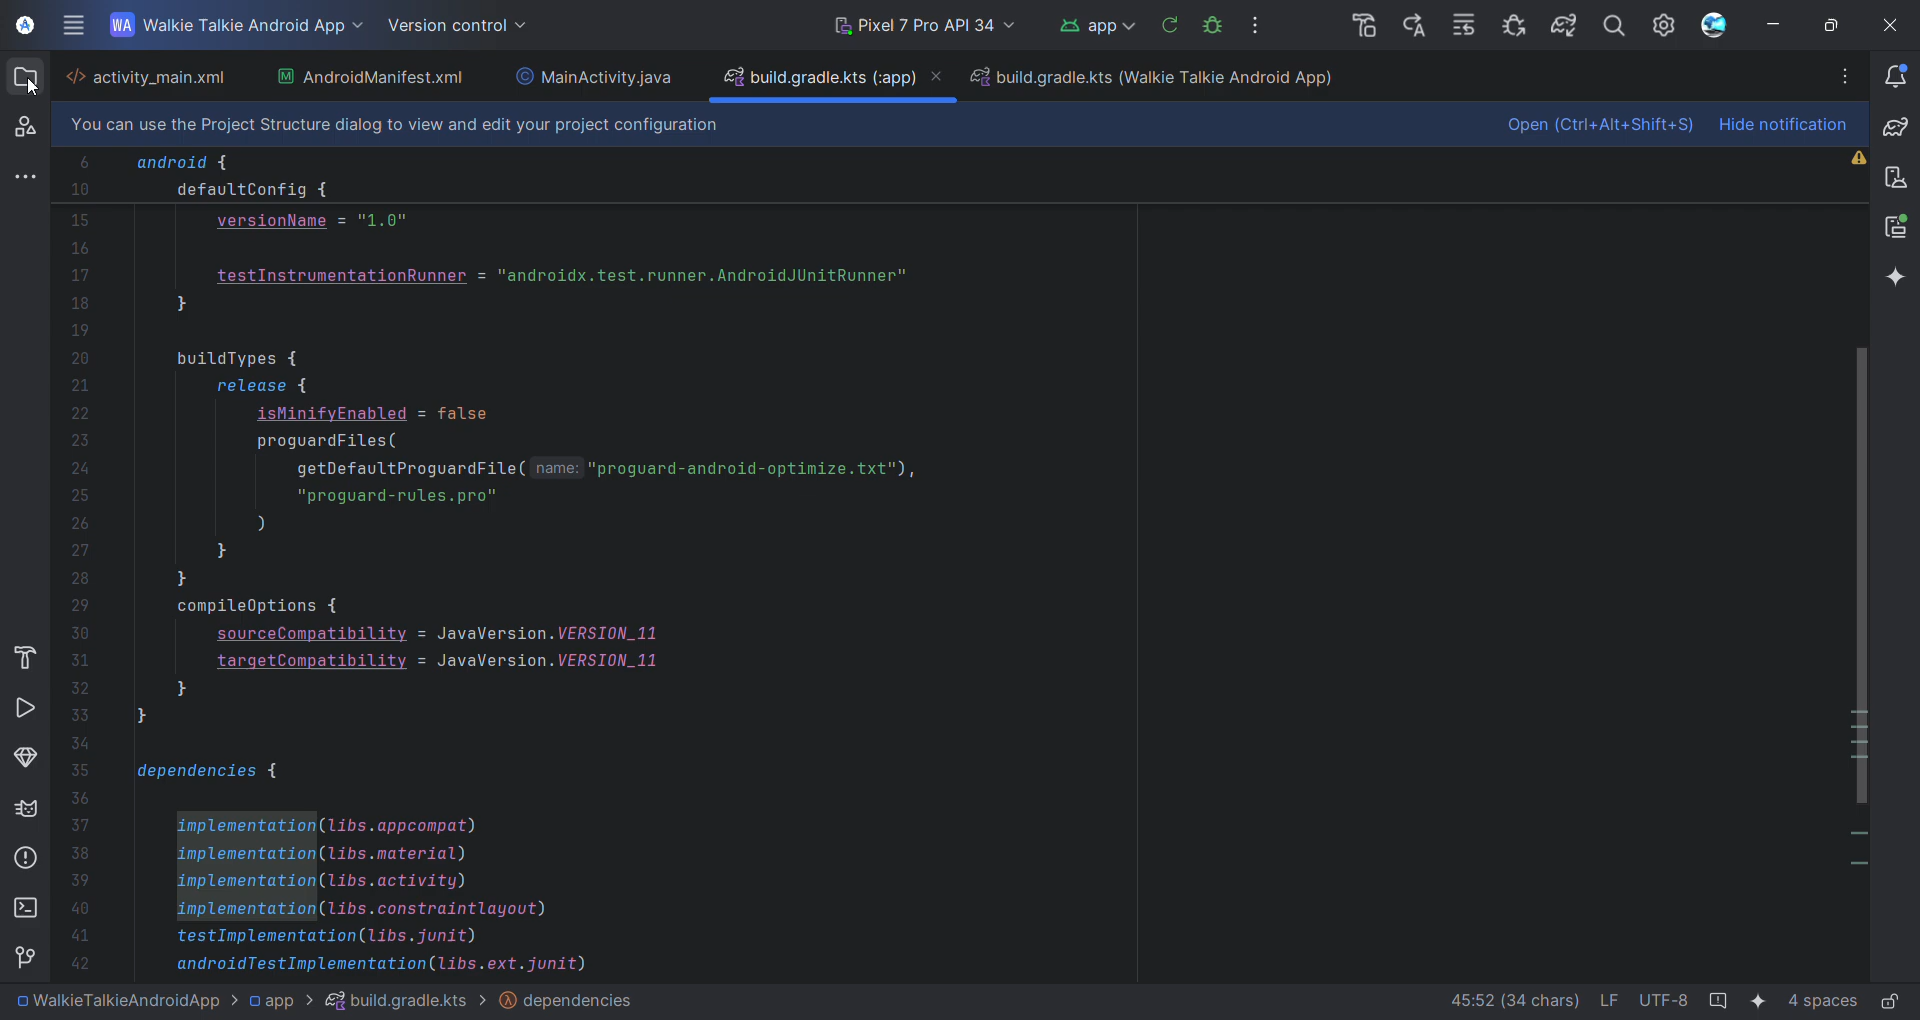 WA Walkie Talkie Android App Version control Pixel 7 Pro API 34 app
activity_main.xml AndroidManifest.xml MainActivity.java build.gradle.kts (:app) build.gradle.kts (Walkie Talkie Android App)
You can use the Project Structure dialog to view and edit your project configuration Open (Ctrl+Alt+Shift+S) Hide notification
6 android {
10 defaultConfig {
15 versionName = "1.0"
16
17 testInstrumentationRunner = "androidx.test.runner.AndroidJUnitRunner"
18 }
19
20 buildTypes {
21 release {
22 isMinifyEnabled = false
23 proguardFiles(
24 getDefaultProguardFile( name: "proguard-android-optimize.txt"),
25 "proguard-rules.pro"
26 )
27 }
28 }
29 compileOptions {
30 sourceCompatibility = JavaVersion.VERSION_11
31 targetCompatibility = JavaVersion.VERSION_11
32 }
33 }
34
35 dependencies {
36
37 implementation(libs.appcompat)
38 implementation(libs.material)
39 implementation(libs.activity)
40 implementation(libs.constraintlayout)
41 testImplementation(libs.junit)
42 androidTestImplementation(libs.ext.junit)
WalkieTalkieAndroidApp > app > build.gradle.kts > dependencies 45:52 (34 chars) LF UTF-8 4 spaces